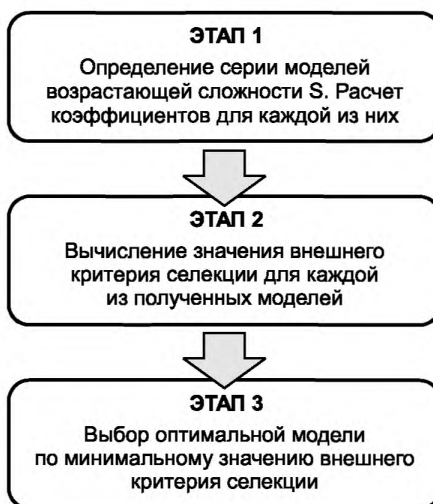 ЭТАП 1
Определение серии моделей
возрастающей сложности S. Расчет
коэффициентов для каждой из них
ЭТАП 2
Вычисление значения внешнего
критерия селекции для каждой
из полученных моделей
ЭТАП 3
Выбор оптимальной модели
по минимальному значению внешнего
критерия селекции